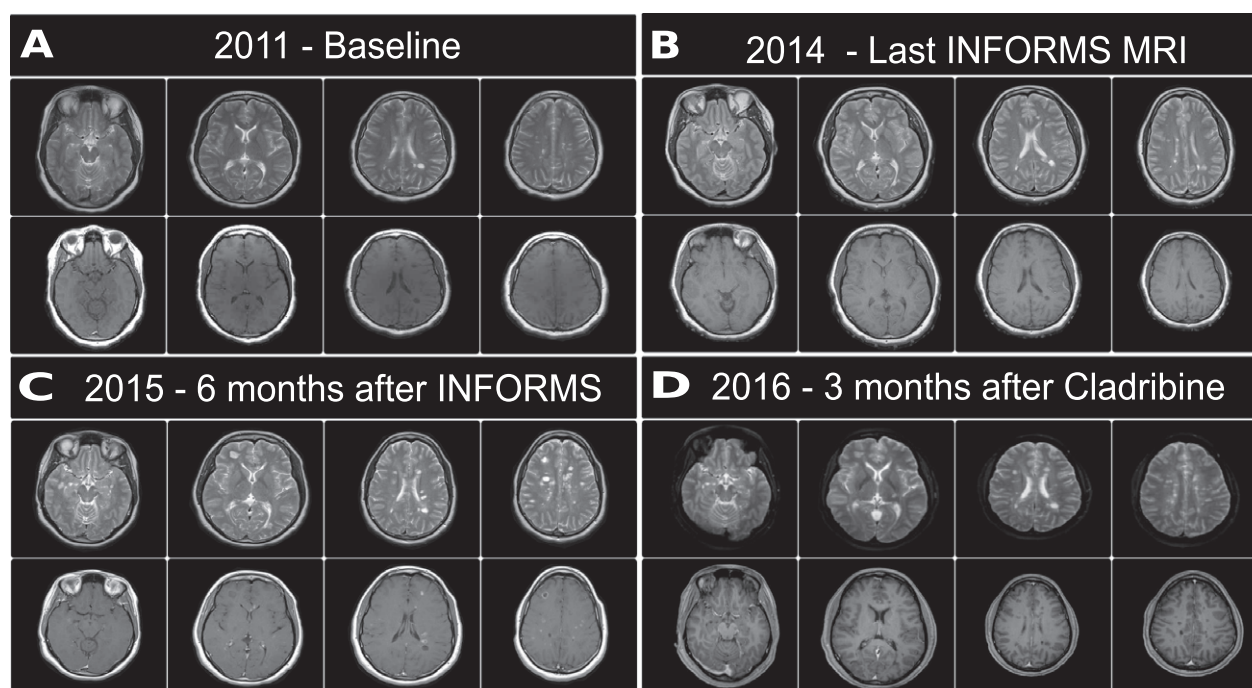 A 2011 - Baseline
B 2014 - Last INFORMS MRI
C 2015 - 6 months after INFORMS
D 2016 - 3 months after Cladribine